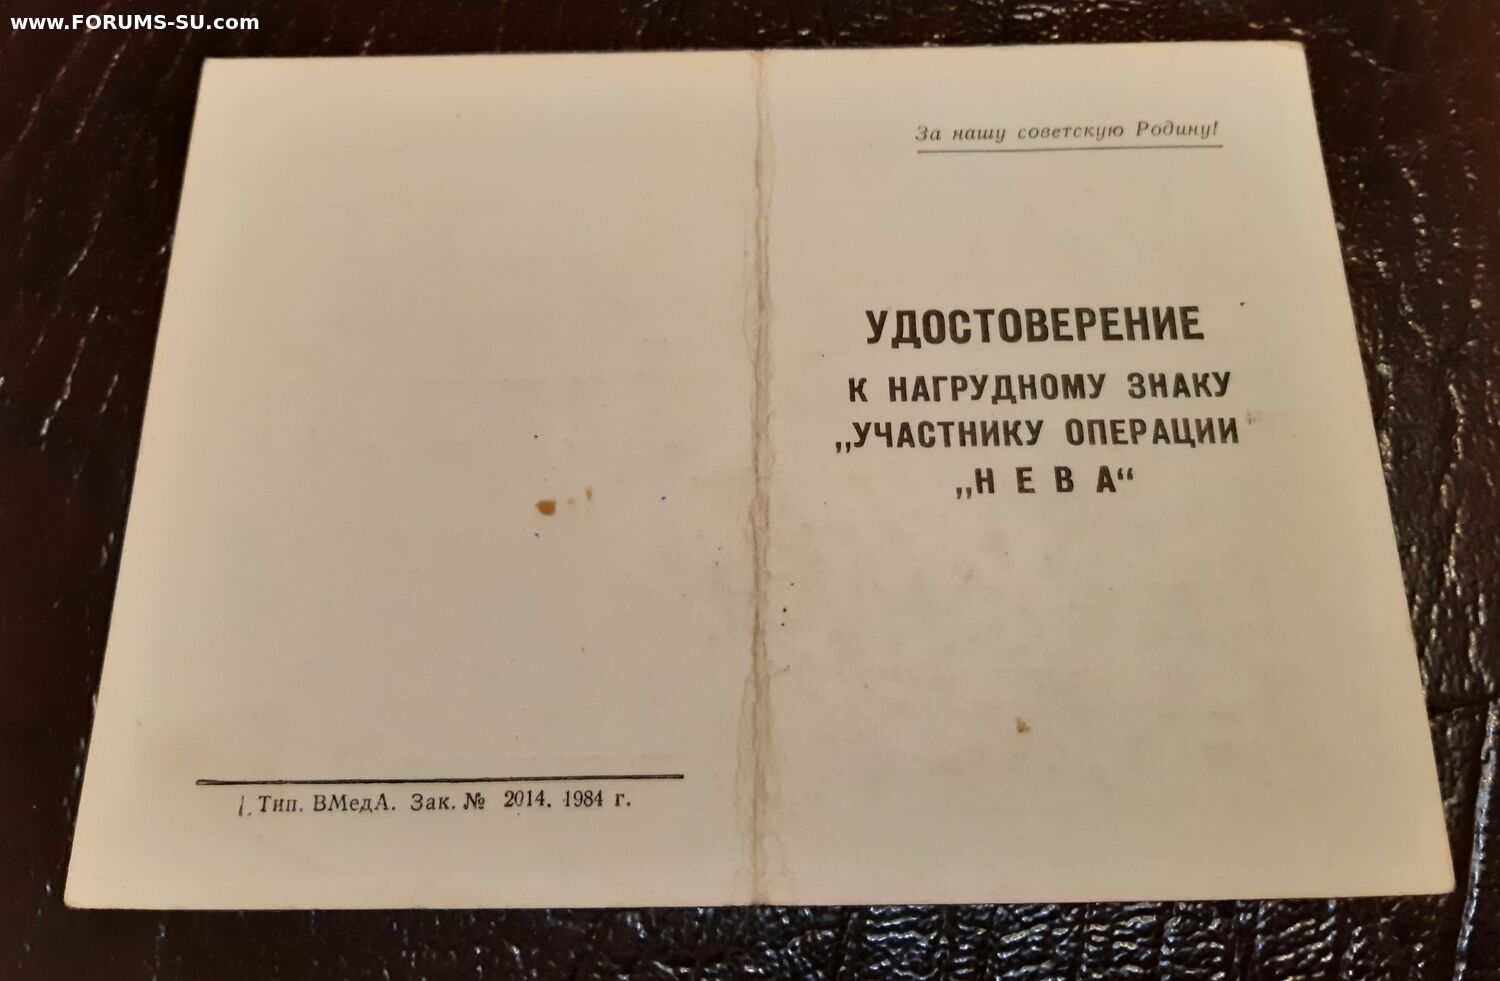 www.FORUMS-SU.com
За нашу советскую Родину!
УДОСТОВЕРЕНИЕ
К НАГРУДНОМУ ЗНАКУ
„УЧАСТНИКУ ОПЕРАЦИИ
„НЕВА“
Тип. ВМедА. Зак. № 2014. 1984 г.